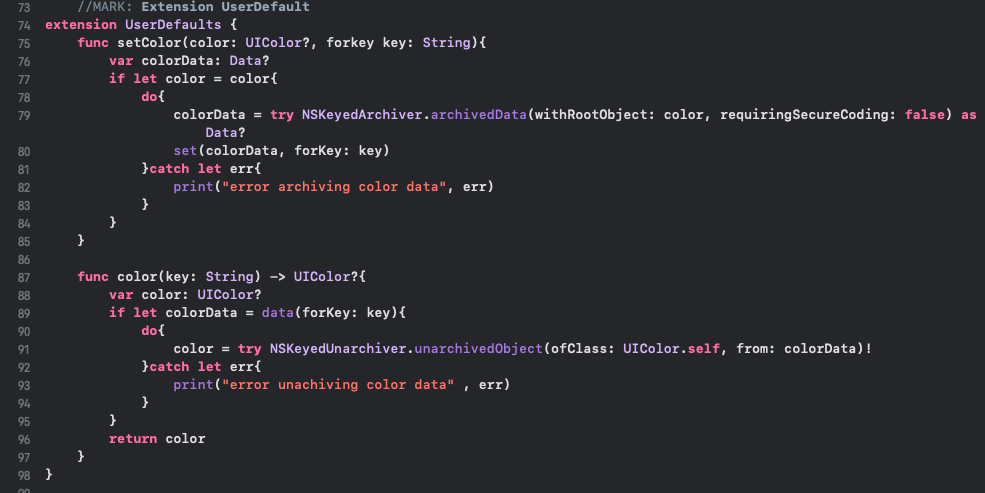 73 //MARK: Extension UserDefault
74 extension UserDefaults {
75 func setColor(color: UIColor?, forkey key: String){
76 var colorData: Data?
77 if let color = color{
78 do{
79 colorData = try NSKeyedArchiver.archivedData(withRootObject: color, requiringSecureCoding: false) as
Data?
80 set(colorData, forKey: key)
81 }catch let err{
82 print("error archiving color data", err)
83 }
84 }
85 }
86
87 func color(key: String) -> UIColor?{
88 var color: UIColor?
89 if let colorData = data(forKey: key){
90 do{
91 color = try NSKeyedUnarchiver.unarchivedObject(ofClass: UIColor.self, from: colorData)!
92 }catch let err{
93 print("error unachiving color data" , err)
94 }
95 }
96 return color
97 }
98 }